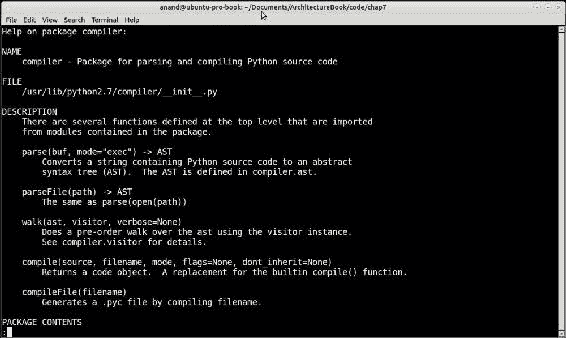 anand@ubuntu-pro-book: ~/Documents/ArchitectureBook/code/chap7
File Edit View Search Terminal Help
Help on package compiler:
NAME
compiler - Package for parsing and compiling Python source code
FILE
/usr/lib/python2.7/compiler/__init__.py
DESCRIPTION
There are several functions defined at the top level that are imported
from modules contained in the package.
parse(buf, mode="exec") -> AST
Converts a string containing Python source code to an abstract
syntax tree (AST).  The AST is defined in compiler.ast.
parseFile(path) -> AST
The same as parse(open(path))
walk(ast, visitor, verbose=None)
Does a pre-order walk over the ast using the visitor instance.
See compiler.visitor for details.
compile(source, filename, mode, flags=None, dont_inherit=None)
Returns a code object.  A replacement for the builtin compile() function.
compileFile(filename)
Generates a .pyc file by compiling filename.
PACKAGE CONTENTS
: